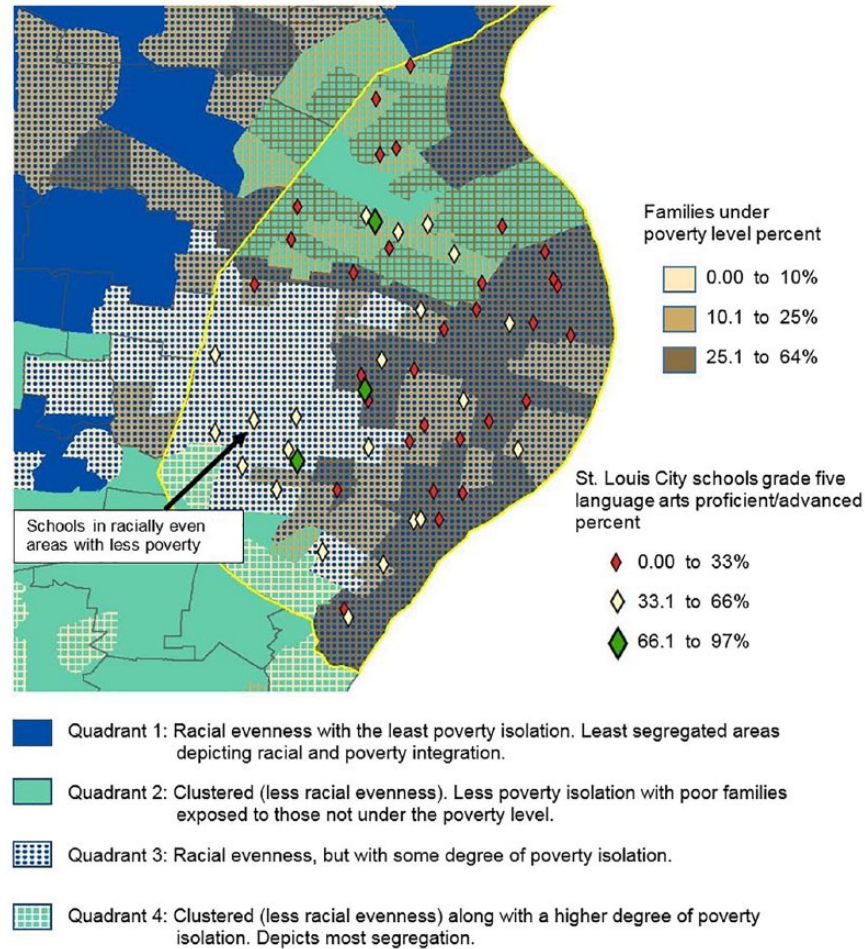 Families under
poverty level percent
0.00 to 10%
10.1 to 25%
25.1 to 64%
St. Louis City schools grade five
language arts proficient/advanced
percent
0.00 to 33%
33.1 to 66%
66.1 to 97%
Schools in racially even
areas with less poverty
Quadrant 1: Racial evenness with the least poverty isolation. Least segregated areas
depicting racial and poverty integration.
Quadrant 2: Clustered (less racial evenness). Less poverty isolation with poor families
exposed to those not under the poverty level.
Quadrant 3: Racial evenness, but with some degree of poverty isolation.
Quadrant 4: Clustered (less racial evenness) along with a higher degree of poverty
isolation. Depicts most segregation.